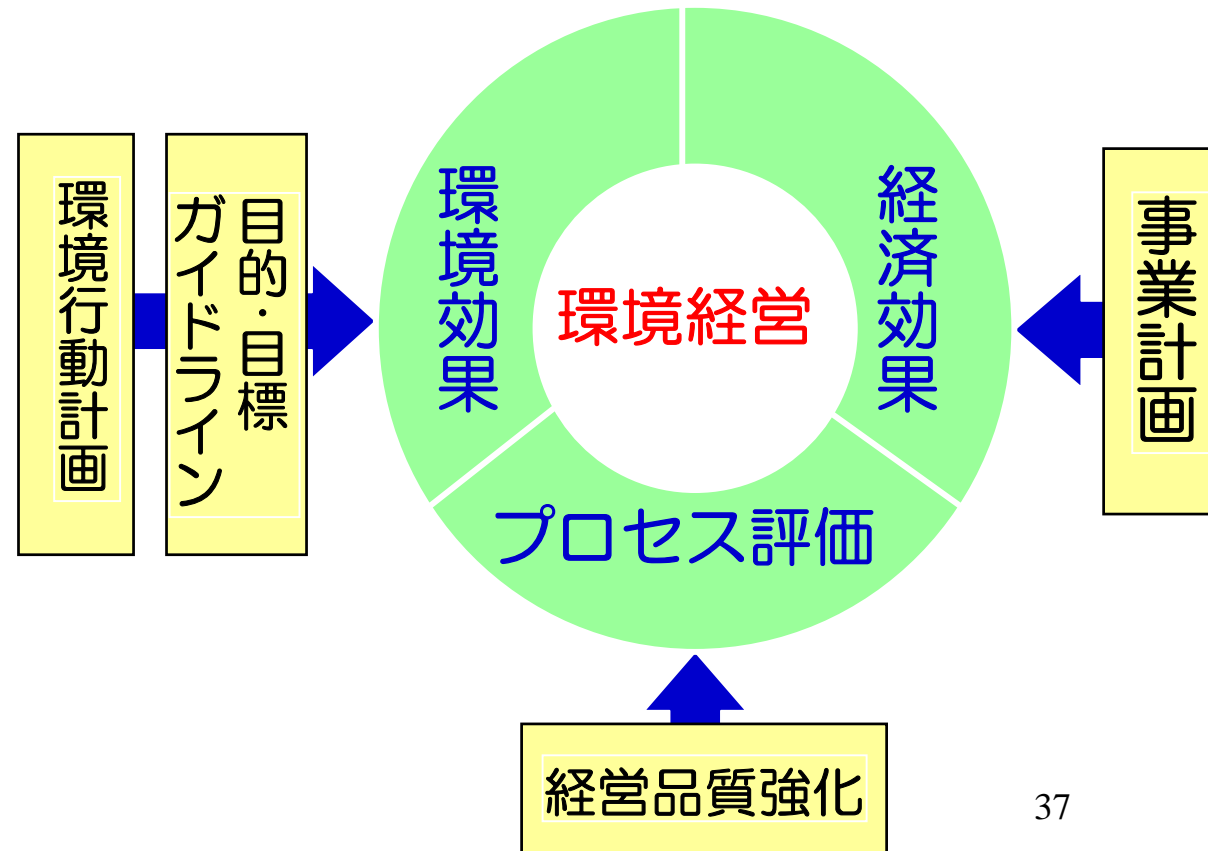 環境行動計画
目的・目標
ガイドライン
環境効果
環境経営
経済効果
事業計画
プロセス評価
経営品質強化
37